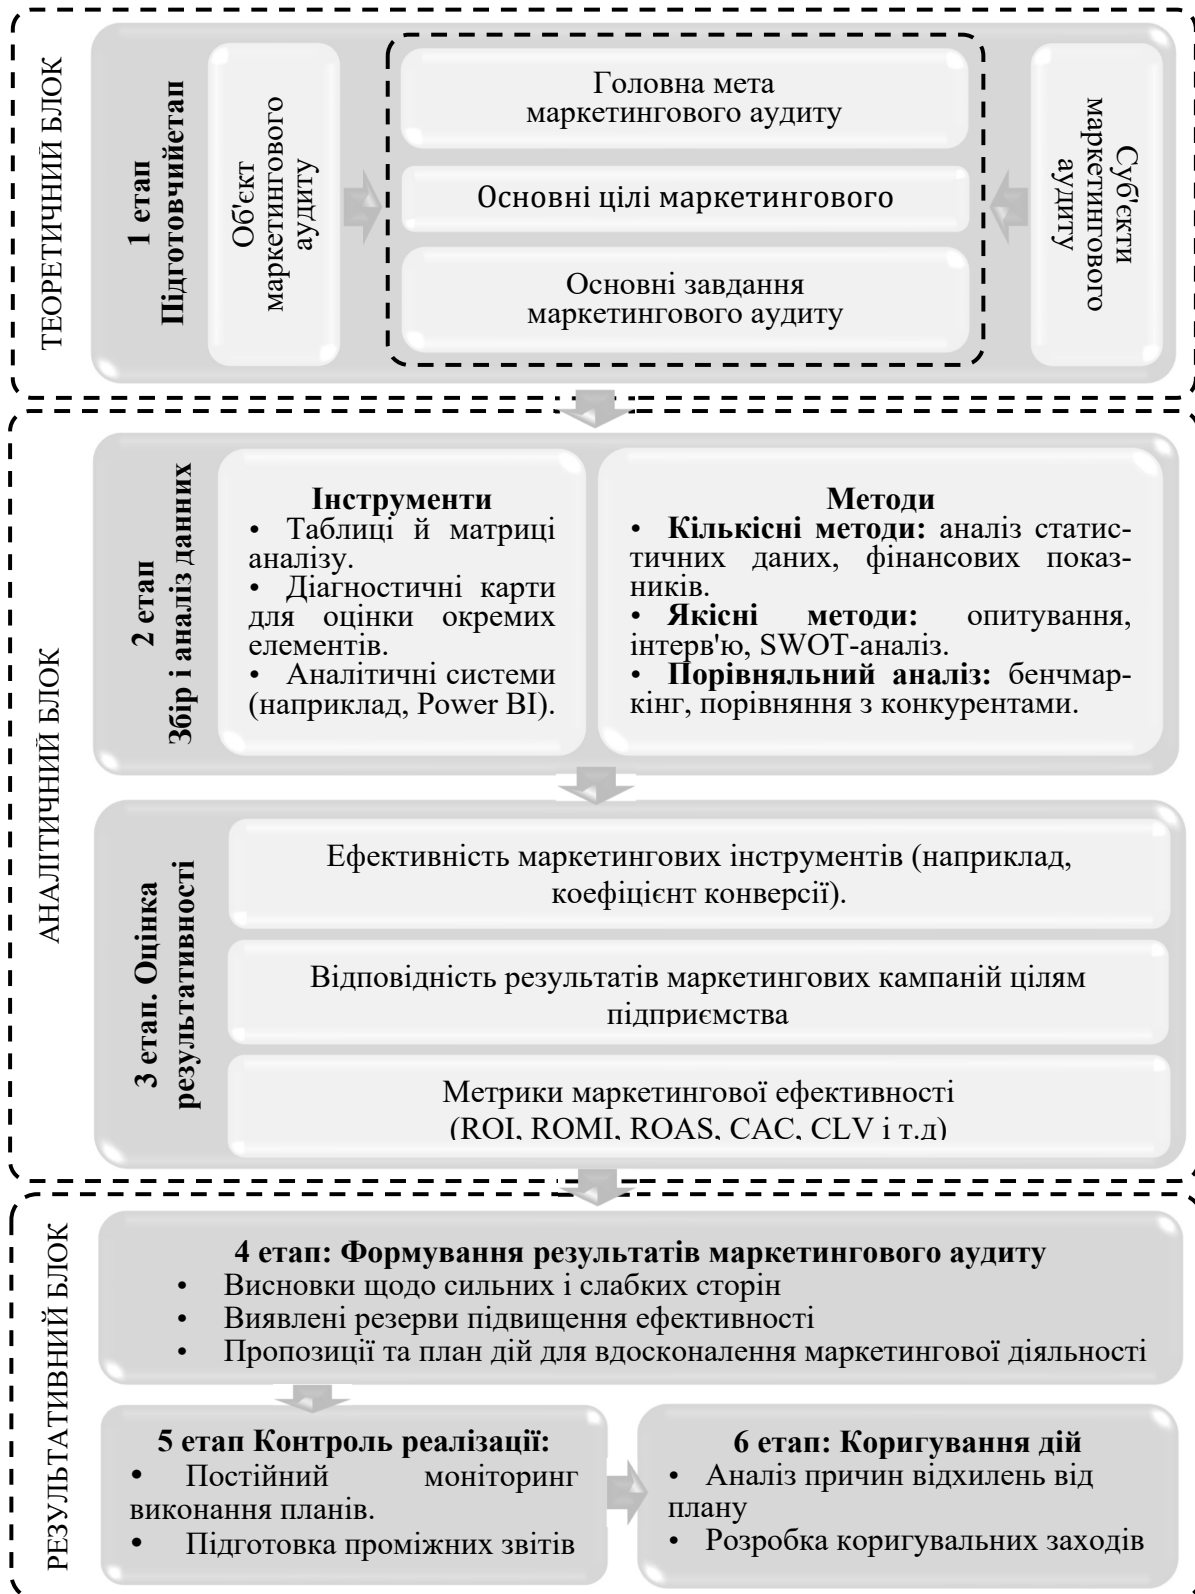 ТЕОРЕТИЧНИЙ БЛОК
1 етап
Підготовчийетап
Об'єкт
маркетингового
аудиту
Головна мета
маркетингового аудиту
Основні цілі маркетингового
Основні завдання
маркетингового аудиту
Суб'єкти
маркетингового
аудиту
АНАЛІТИЧНИЙ БЛОК
2 етап
Збір і аналіз данних
Інструменти
• Таблиці й матриці
аналізу.
• Діагностичні карти
для оцінки окремих
елементів.
• Аналітичні системи
(наприклад, Power BI).
Методи
• Кількісні методи: аналіз статис-
тичних даних, фінансових показ-
ників.
• Якісні методи: опитування,
інтерв'ю, SWOT-аналіз.
• Порівняльний аналіз: бенчмар-
кінг, порівняння з конкурентами.
3 етап. Оцінка
результативності
Ефективність маркетингових інструментів (наприклад,
коефіцієнт конверсії).
Відповідність результатів маркетингових кампаній цілям
підприємства
Метрики маркетингової ефективності
(ROI, ROMI, ROAS, CAC, CLV і т.д)
РЕЗУЛЬТАТИВНИЙ БЛОК
4 етап: Формування результатів маркетингового аудиту
• Висновки щодо сильних і слабких сторін
• Виявлені резерви підвищення ефективності
• Пропозиції та план дій для вдосконалення маркетингової діяльності
5 етап Контроль реалізації:
• Постійний моніторинг
виконання планів.
• Підготовка проміжних звітів
6 етап: Коригування дій
• Аналіз причин відхилень від
плану
• Розробка коригувальних заходів